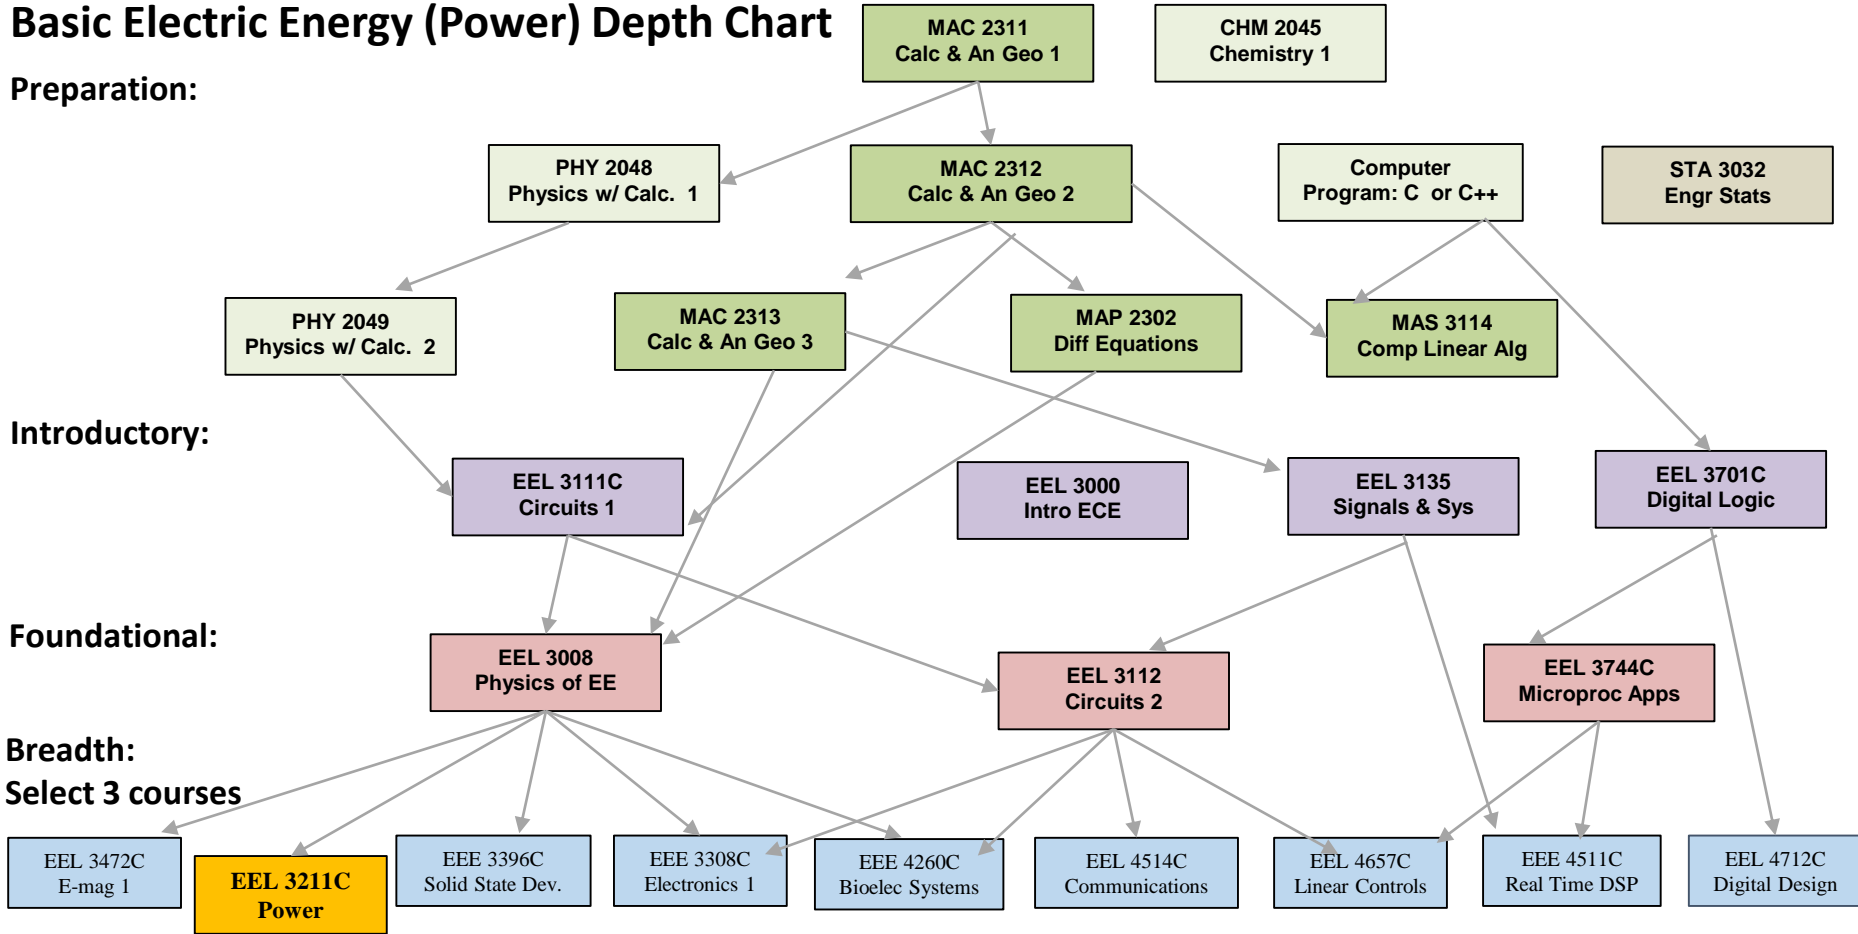 Basic Electric Energy (Power) Depth Chart
MAC 2311
Calc & An Geo 1
CHM 2045
Chemistry 1
Preparation:
PHY 2048
Physics w/ Calc.  1
MAC 2312
Calc & An Geo 2
Computer
Program: C  or C++
STA 3032
Engr Stats
PHY 2049
Physics w/ Calc.  2
MAC 2313
Calc & An Geo 3
MAP 2302
Diff Equations
MAS 3114
Comp Linear Alg
Introductory:
EEL 3111C
Circuits 1
EEL 3000
Intro ECE
EEL 3135
Signals & Sys
EEL 3701C
Digital Logic
Foundational:
EEL 3008
Physics of EE
EEL 3112
Circuits 2
EEL 3744C
Microproc Apps
Breadth:
Select 3 courses
EEL 3472C
E-mag 1
EEL 3211C
Power
EEE 3396C
Solid State Dev.
EEE 3308C
Electronics 1
EEE 4260C
Bioelec Systems
EEL 4514C
Communications
EEL 4657C
Linear Controls
EEE 4511C
Real Time DSP
EEL 4712C
Digital Design